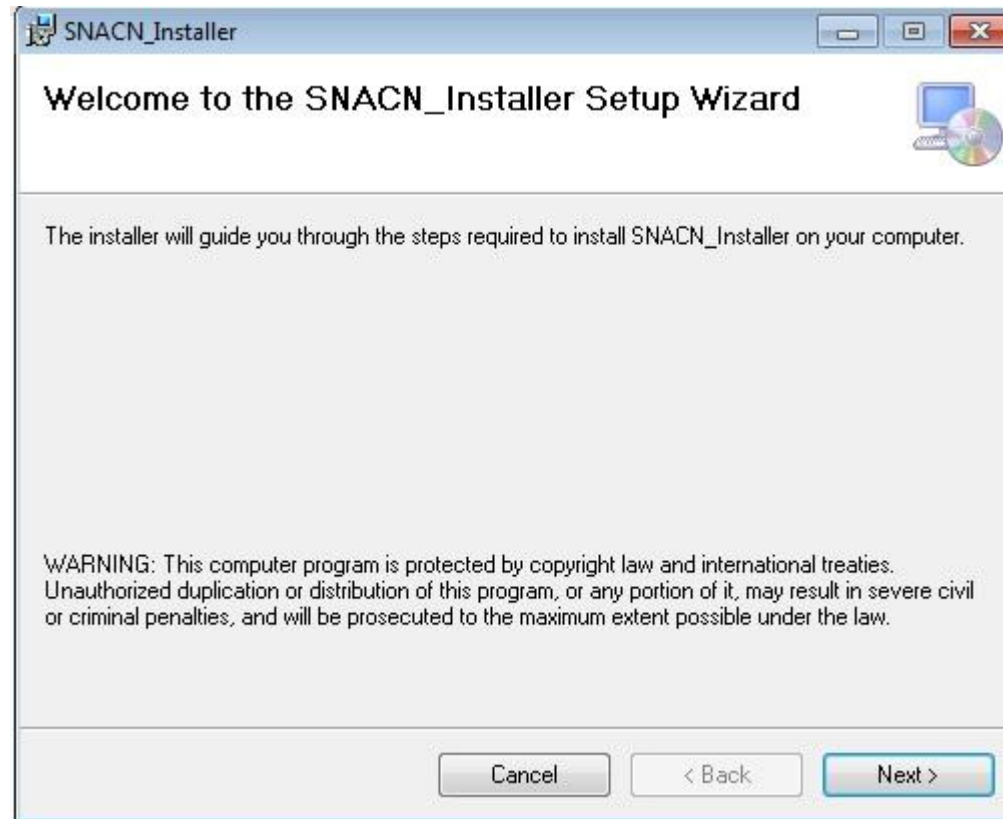 SNACN_Installer
Welcome to the SNACN_Installer Setup Wizard
The installer will guide you through the steps required to install SNACN_Installer on your computer.
WARNING: This computer program is protected by copyright law and international treaties.
Unauthorized duplication or distribution of this program, or any portion of it, may result in severe civil
or criminal penalties, and will be prosecuted to the maximum extent possible under the law.
Cancel < Back Next >